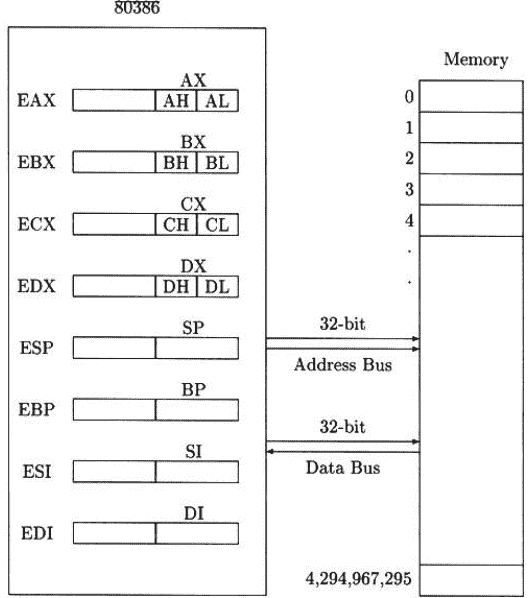 80386
AX
EAX AH AL
BX
EBX BH BL
CX
ECX CH CL
DX
EDX DH DL
SP
ESP
BP
EBP
SI
ESI
DI
EDI
32-bit
Address Bus
32-bit
Data Bus
Memory
0
1
2
3
4
.
.
4,294,967,295